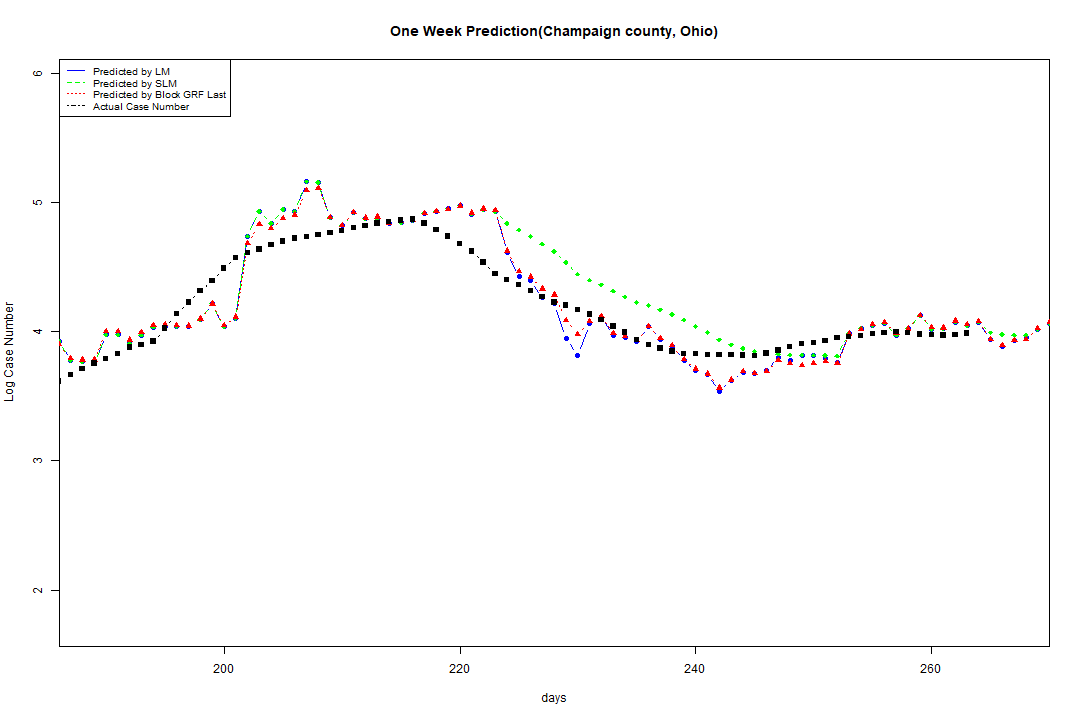 One Week Prediction(Champaign county, Ohio)
Predicted by LM
Predicted by SLM
Predicted by Block GRF Last
Actual Case Number
6
5
4
3
2
Log Case Number
200 220 240 260
days